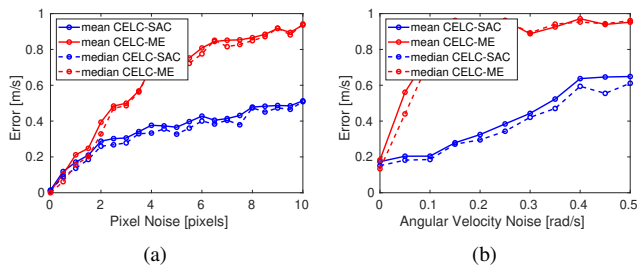 mean CELC-SAC
mean CELC-ME
median CELC-SAC
median CELC-ME
1
0.8
0.6
0.4
0.2
0
Error [m/s]
0 2 4 6 8 10
Pixel Noise [pixels]
(a)
mean CELC-SAC
mean CELC-ME
median CELC-SAC
median CELC-ME
1
0.8
0.6
0.4
0.2
0
Error [m/s]
0 0.1 0.2 0.3 0.4 0.5
Angular Velocity Noise [rad/s]
(b)